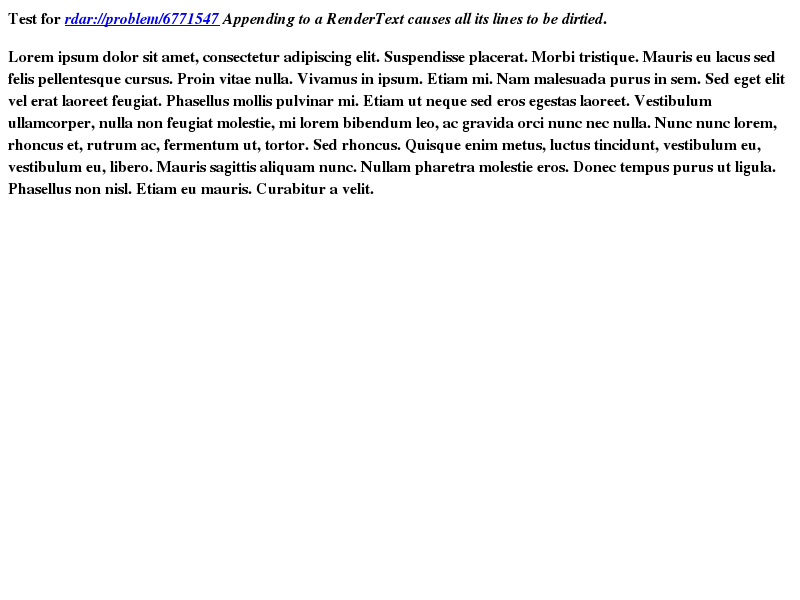 Test for rdar://problem/6771547 Appending to a RenderText causes all its lines to be dirtied.
Lorem ipsum dolor sit amet, consectetur adipiscing elit. Suspendisse placerat. Morbi tristique. Mauris eu lacus sed
felis pellentesque cursus. Proin vitae nulla. Vivamus in ipsum. Etiam mi. Nam malesuada purus in sem. Sed eget elit
vel erat laoreet feugiat. Phasellus mollis pulvinar mi. Etiam ut neque sed eros egestas laoreet. Vestibulum
ullamcorper, nulla non feugiat molestie, mi lorem bibendum leo, ac gravida orci nunc nec nulla. Nunc nunc lorem,
rhoncus et, rutrum ac, fermentum ut, tortor. Sed rhoncus. Quisque enim metus, luctus tincidunt, vestibulum eu,
vestibulum eu, libero. Mauris sagittis aliquam nunc. Nullam pharetra molestie eros. Donec tempus purus ut ligula.
Phasellus non nisl. Etiam eu mauris. Curabitur a velit.